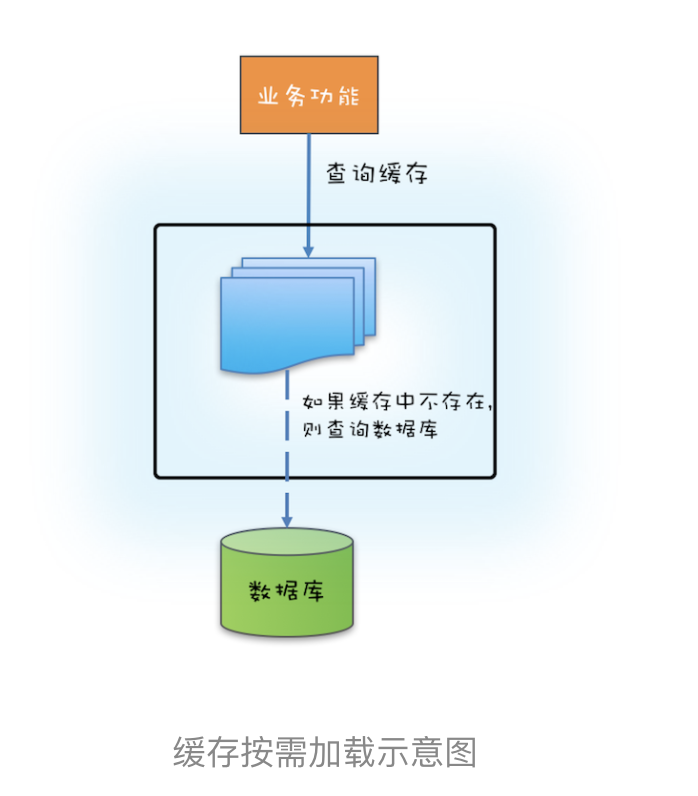 业务功能
查询缓存
如果缓存中不存在,
则查询数据库
数据库
缓存按需加载示意图